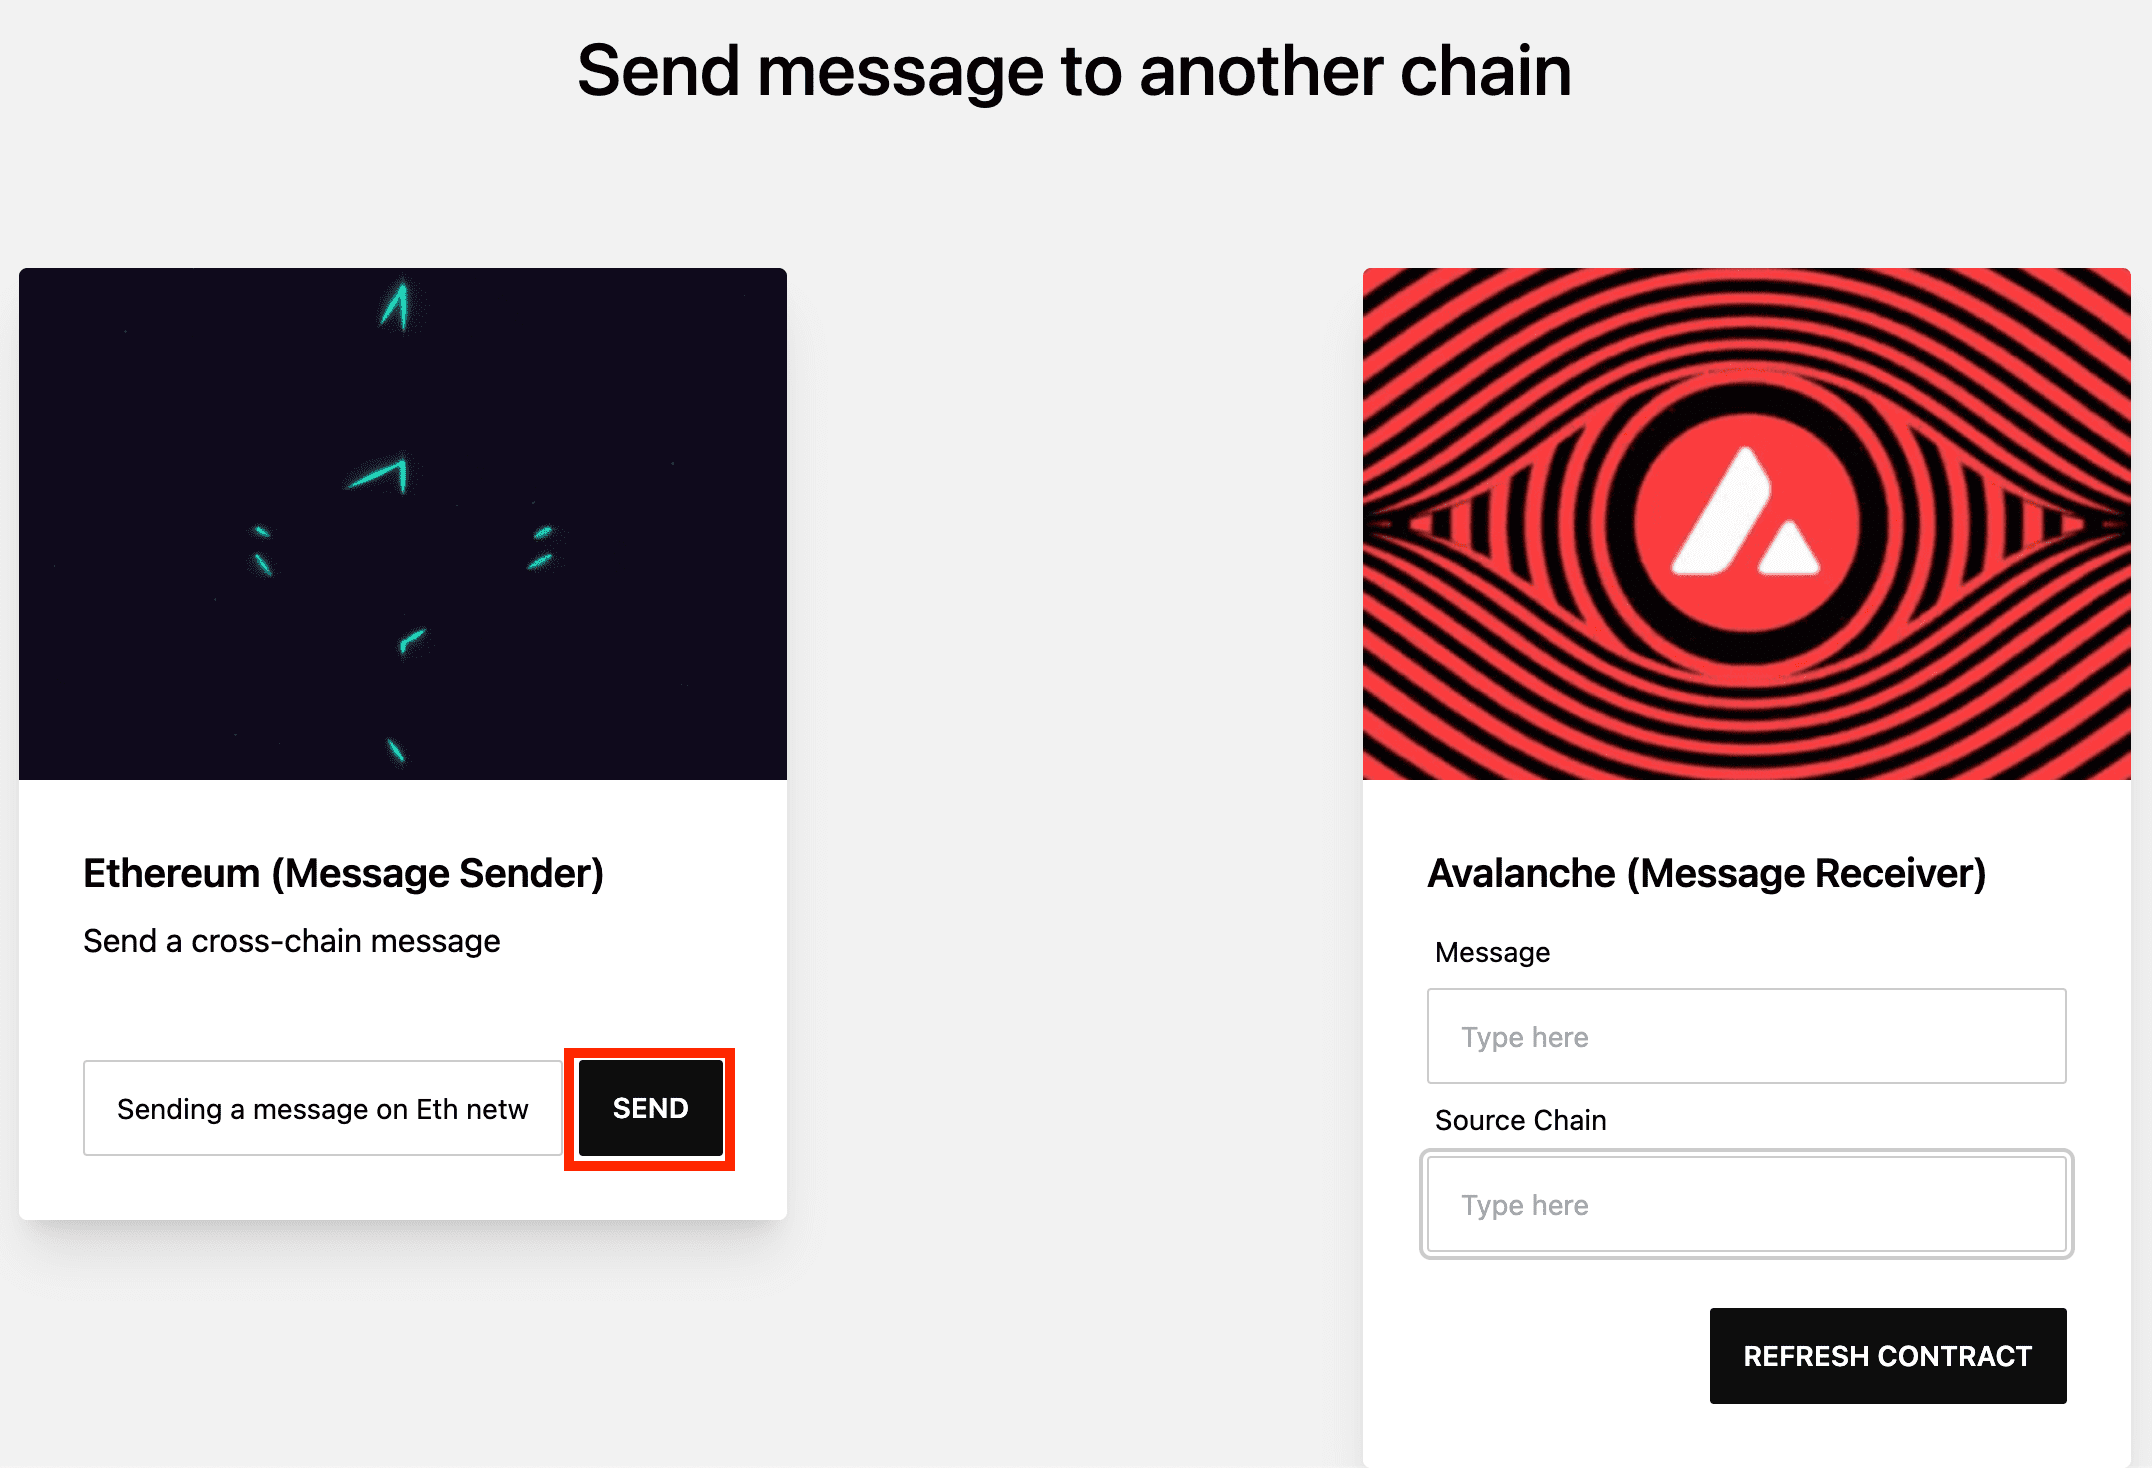 Send message to another chain
Ethereum (Message Sender)
Send a cross-chain message
Sending a message on Eth netw
SEND
Avalanche (Message Receiver)
Message
Type here
Source Chain
Type here
REFRESH CONTRACT